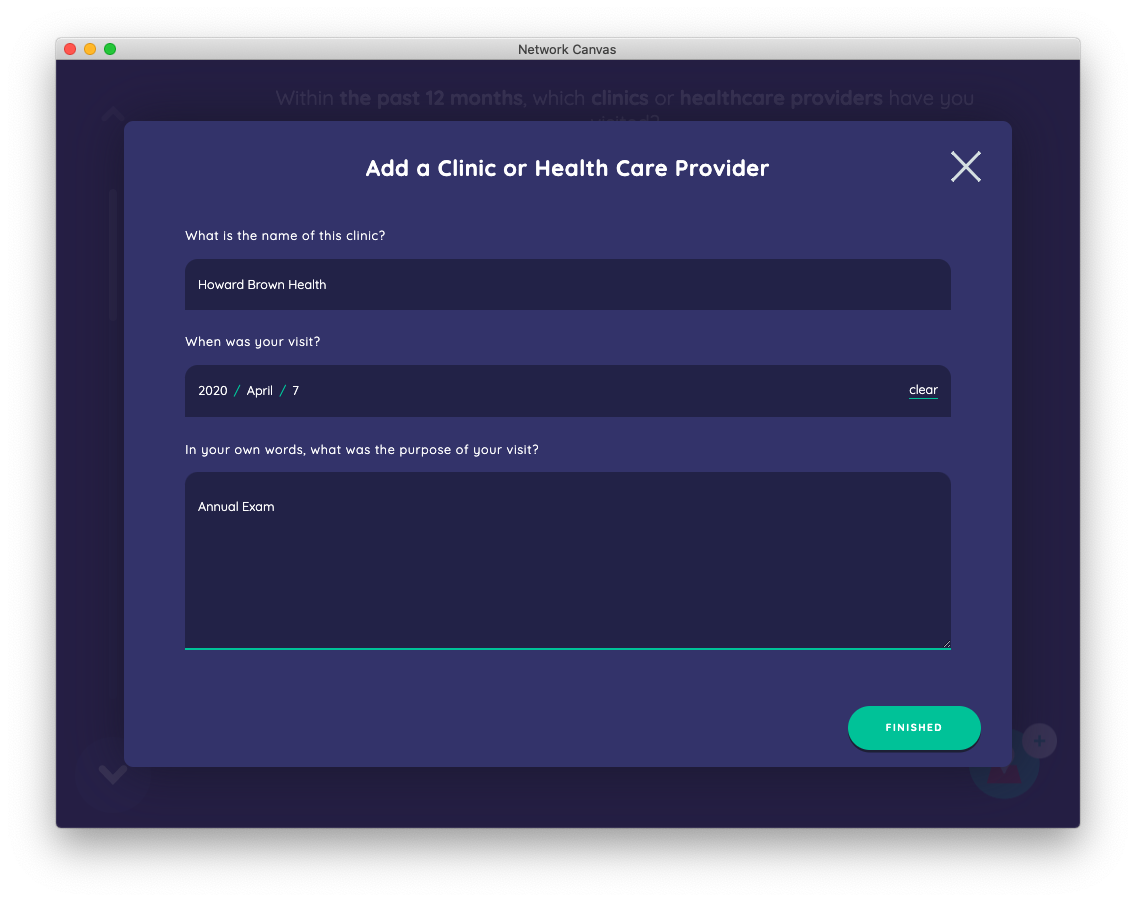 Network Canvas
Within the past 12 months, which clinics or healthcare providers have you
visited?
Add a Clinic or Health Care Provider
What is the name of this clinic?
Howard Brown Health
When was your visit?
2020 / April / 7
clear
In your own words, what was the purpose of your visit?
Annual Exam
FINISHED